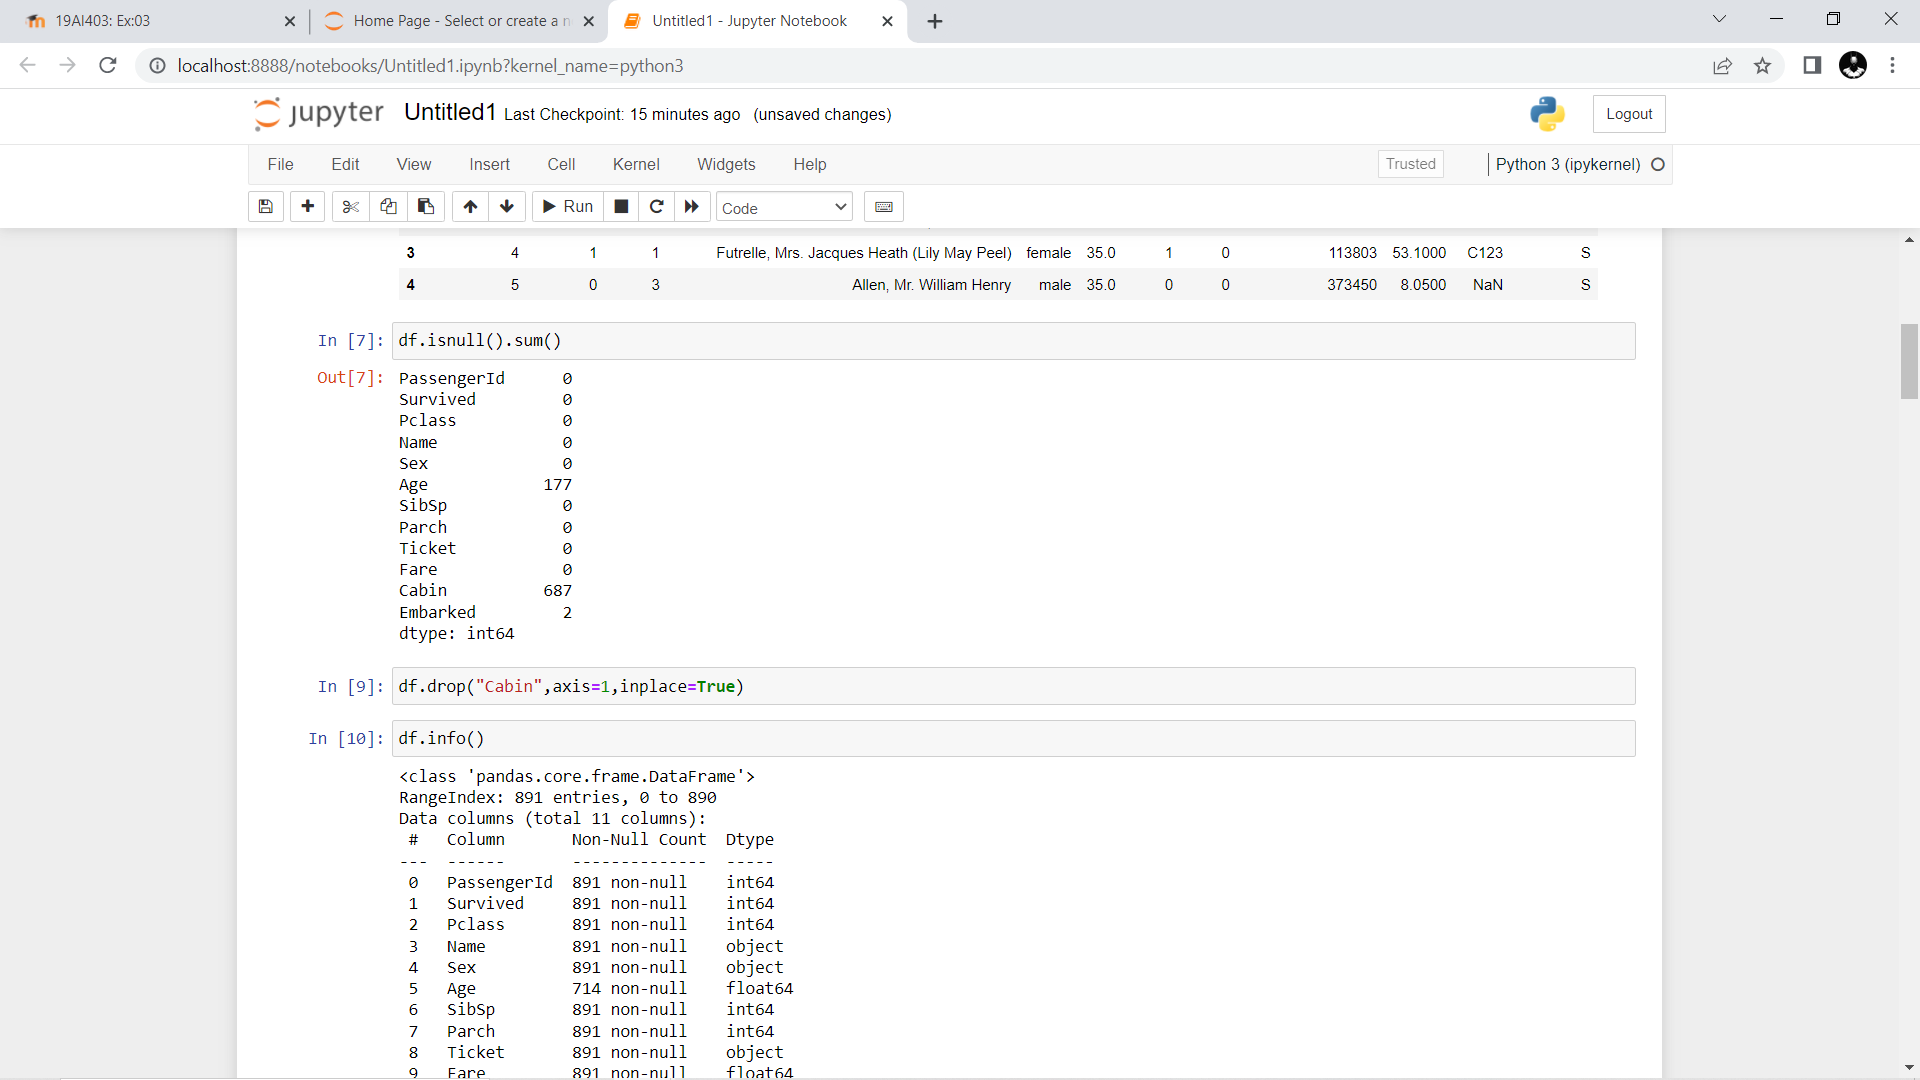 19AI403: Ex:03
Home Page - Select or create a n
Untitled1 - Jupyter Notebook
localhost:8888/notebooks/Untitled1.ipynb?kernel_name=python3
jupyter Untitled1 Last Checkpoint: 15 minutes ago (unsaved changes)
Logout
File Edit View Insert Cell Kernel Widgets Help
Trusted
Python 3 (ipykernel)
Run
Code
3 4 1 1 Futrelle, Mrs. Jacques Heath (Lily May Peel) female 35.0 1 0 113803 53.1000 C123 S
4 5 0 3 Allen, Mr. William Henry male 35.0 0 0 373450 8.0500 NaN S
In [7]: df.isnull().sum()
Out[7]: PassengerId 0
Survived 0
Pclass 0
Name 0
Sex 0
Age 177
SibSp 0
Parch 0
Ticket 0
Fare 0
Cabin 687
Embarked 2
dtype: int64
In [9]: df.drop("Cabin",axis=1,inplace=True)
In [10]: df.info()
<class 'pandas.core.frame.DataFrame'>
RangeIndex: 891 entries, 0 to 890
Data columns (total 11 columns):
# Column Non-Null Count Dtype
--- ------ -------------- -----
0 PassengerId 891 non-null int64
1 Survived 891 non-null int64
2 Pclass 891 non-null int64
3 Name 891 non-null object
4 Sex 891 non-null object
5 Age 714 non-null float64
6 SibSp 891 non-null int64
7 Parch 891 non-null int64
8 Ticket 891 non-null object
9 Fare 891 non-null float64